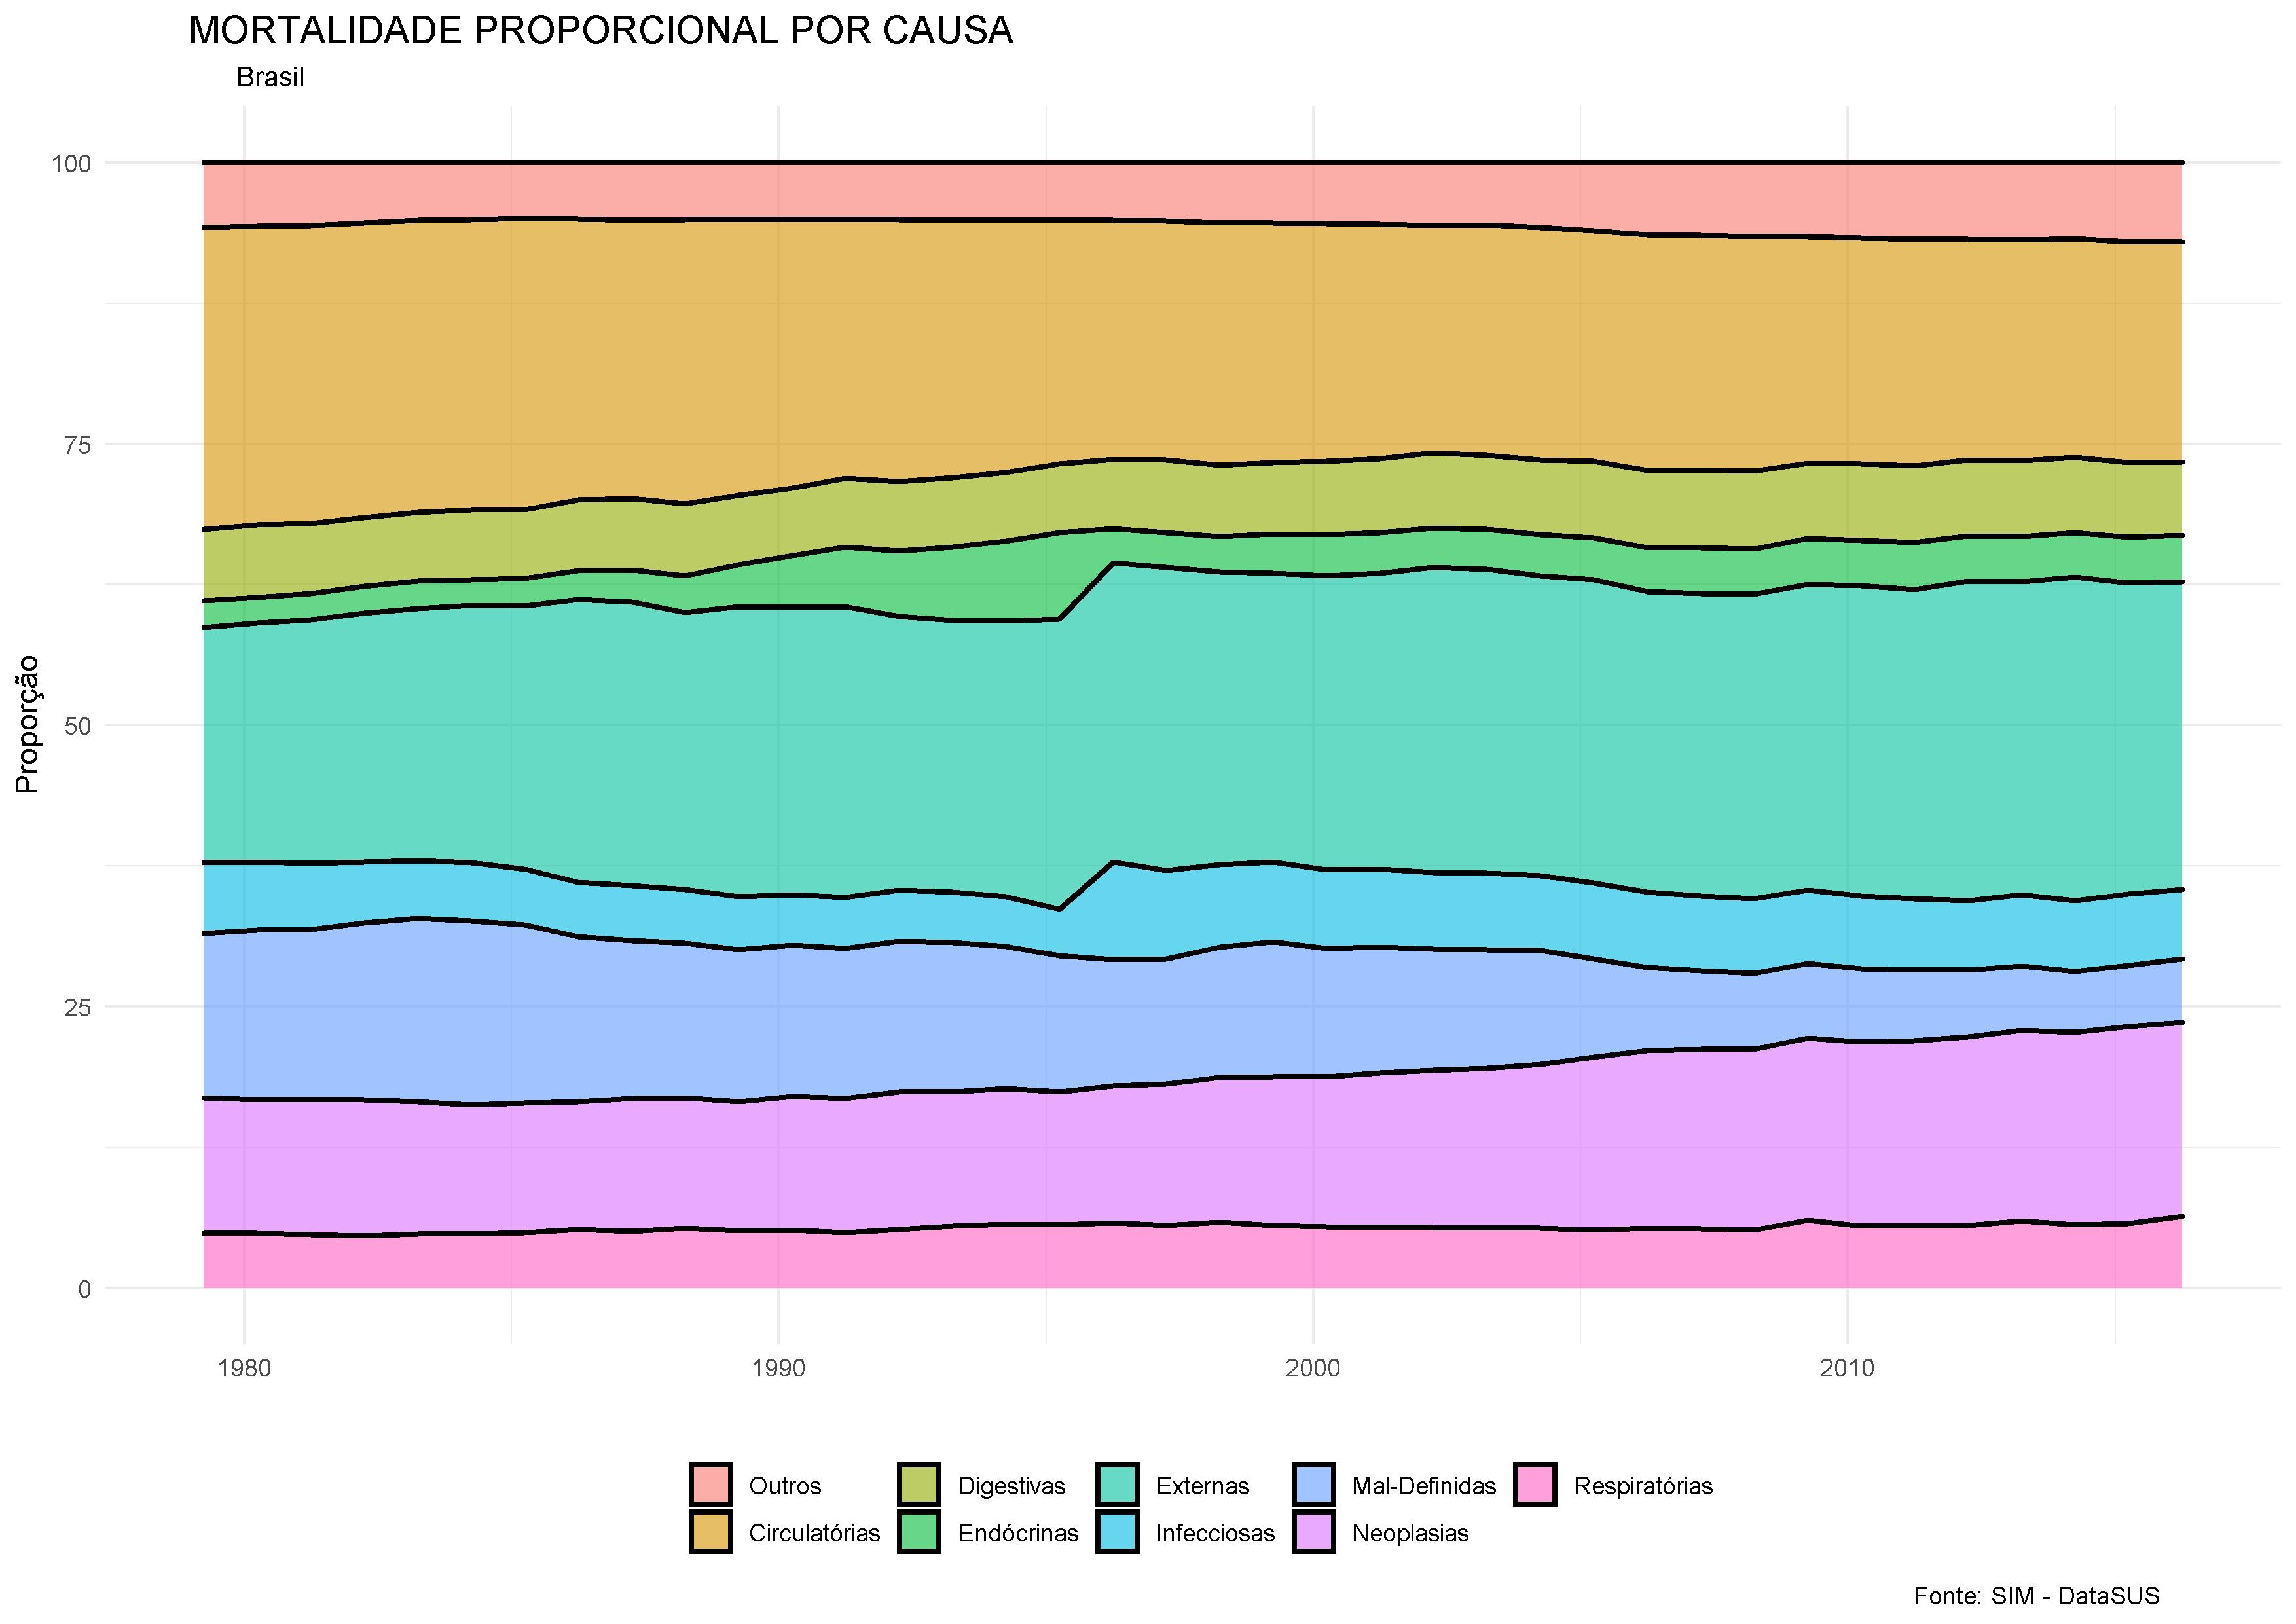 MORTALIDADE PROPORCIONAL POR CAUSA
Brasil
100
75
50
25
0
Proporção
1980 1990 2000 2010
Outros Digestivas Externas Mal-Definidas Respiratórias
Circulatórias Endócrinas Infecciosas Neoplasias
Fonte: SIM - DataSUS